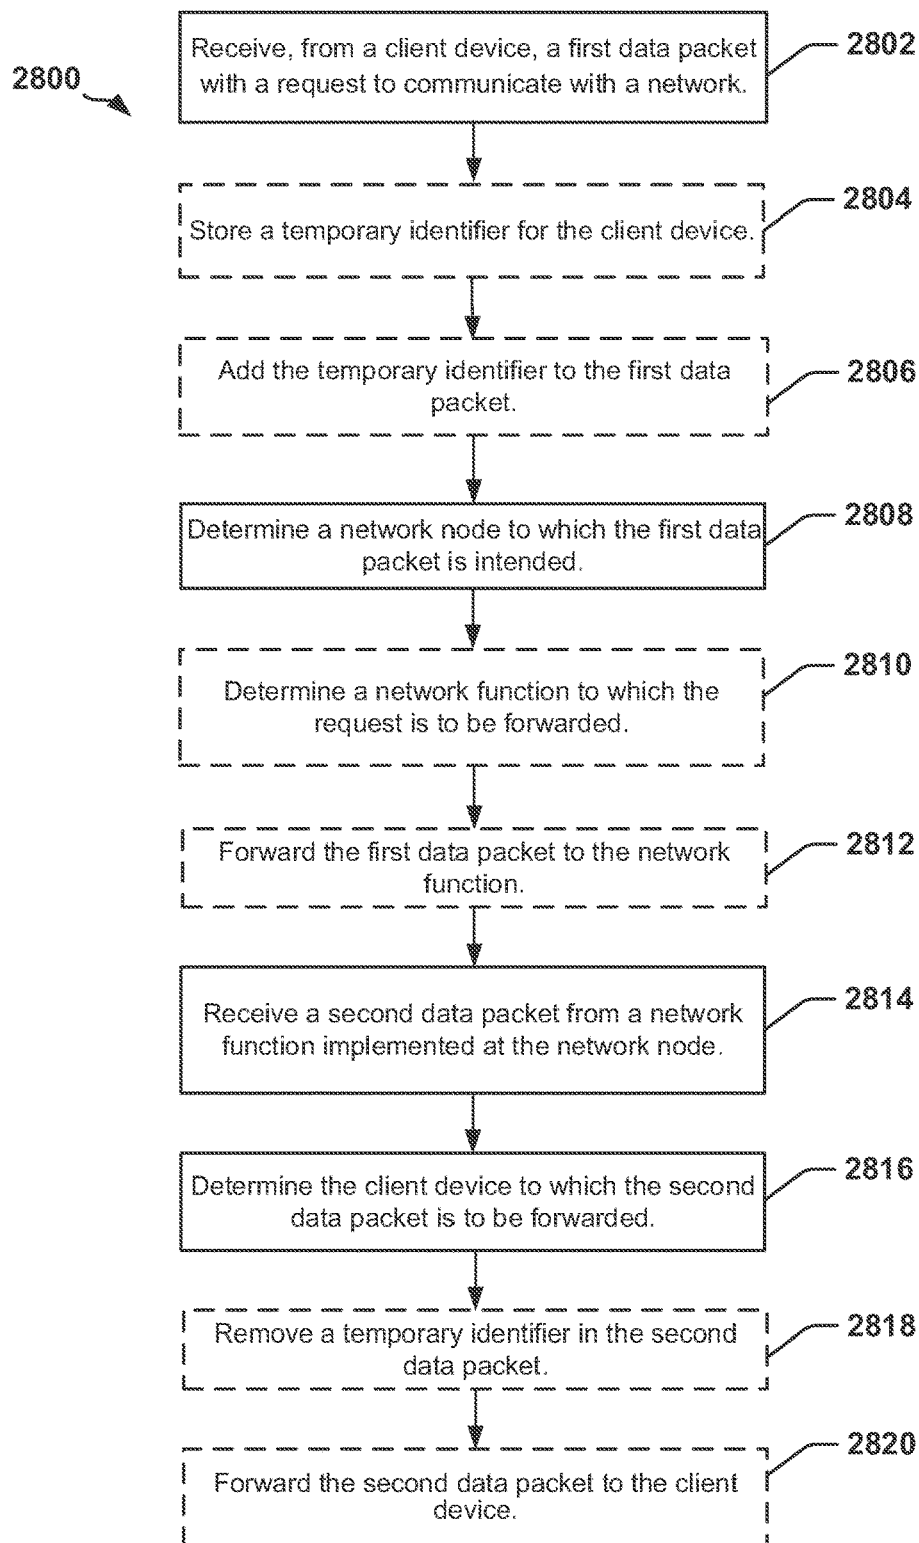 2800
Receive, from a client device, a first data packet
with a request to communicate with a network.
2802
Store a temporary identifier for the client device.
2804
Add the temporary identifier to the first data
packet.
2806
Determine a network node to which the first data
packet is intended.
2808
Determine a network function to which the
request is to be forwarded.
2810
Forward the first data packet to the network
function.
2812
Receive a second data packet from a network
function implemented at the network node.
2814
Determine the client device to which the second
data packet is to be forwarded.
2816
Remove a temporary identifier in the second
data packet.
2818
Forward the second data packet to the client
device.
2820